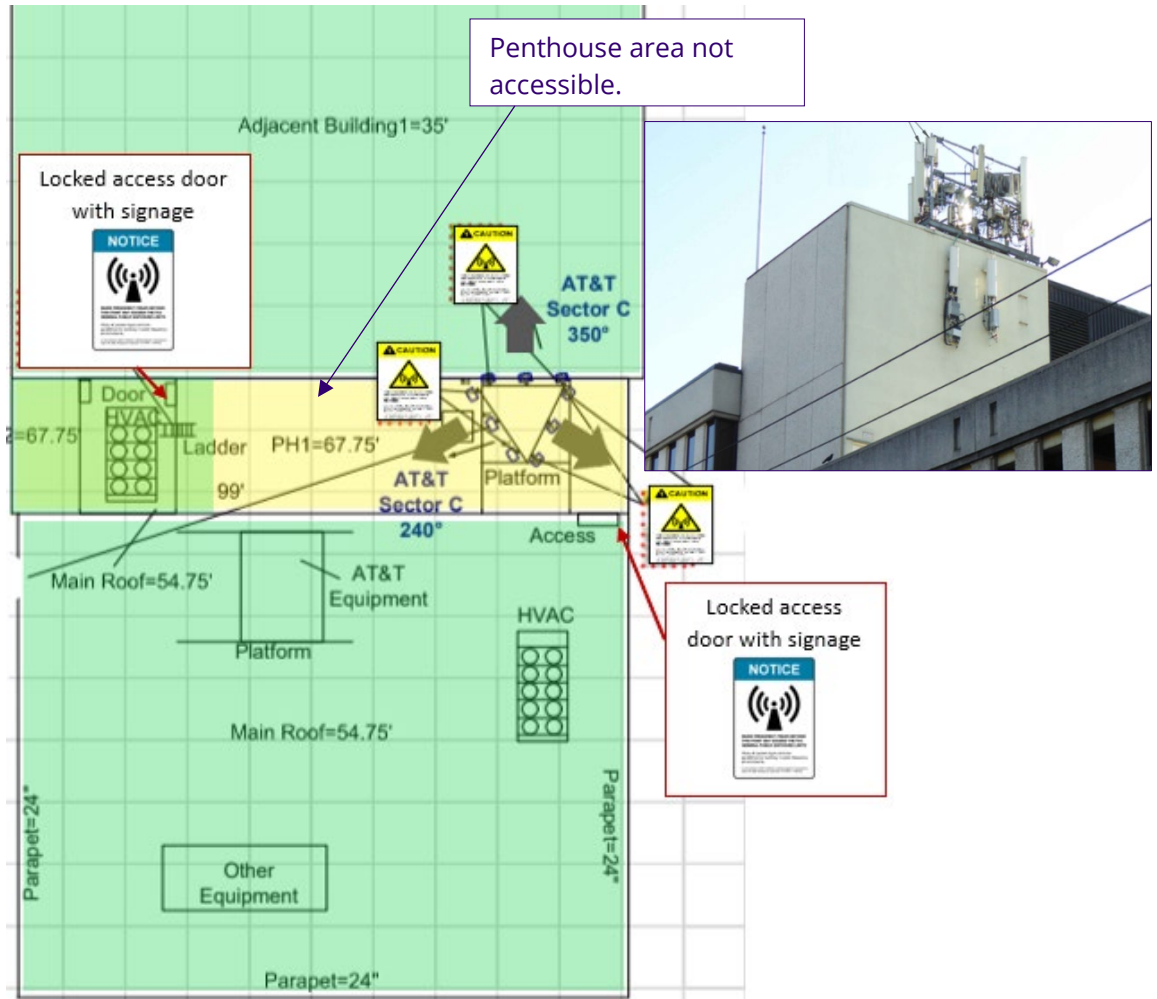 Penthouse area not
accessible.
Adjacent Building1=35'
Locked access door
with signage
NOTICE
CAUTION
AT&T
Sector C
350°
CAUTION
Door
HVAC
=67.75'
Ladder
PH1=67.75'
99'
AT&T
Sector C
240°
Platform
CAUTION
Access
Main Roof=54.75'
AT&T
Equipment
Platform
HVAC
Locked access
door with signage
NOTICE
Main Roof=54.75'
Parapet=24"
Parapet=24"
Other
Equipment
Parapet=24"